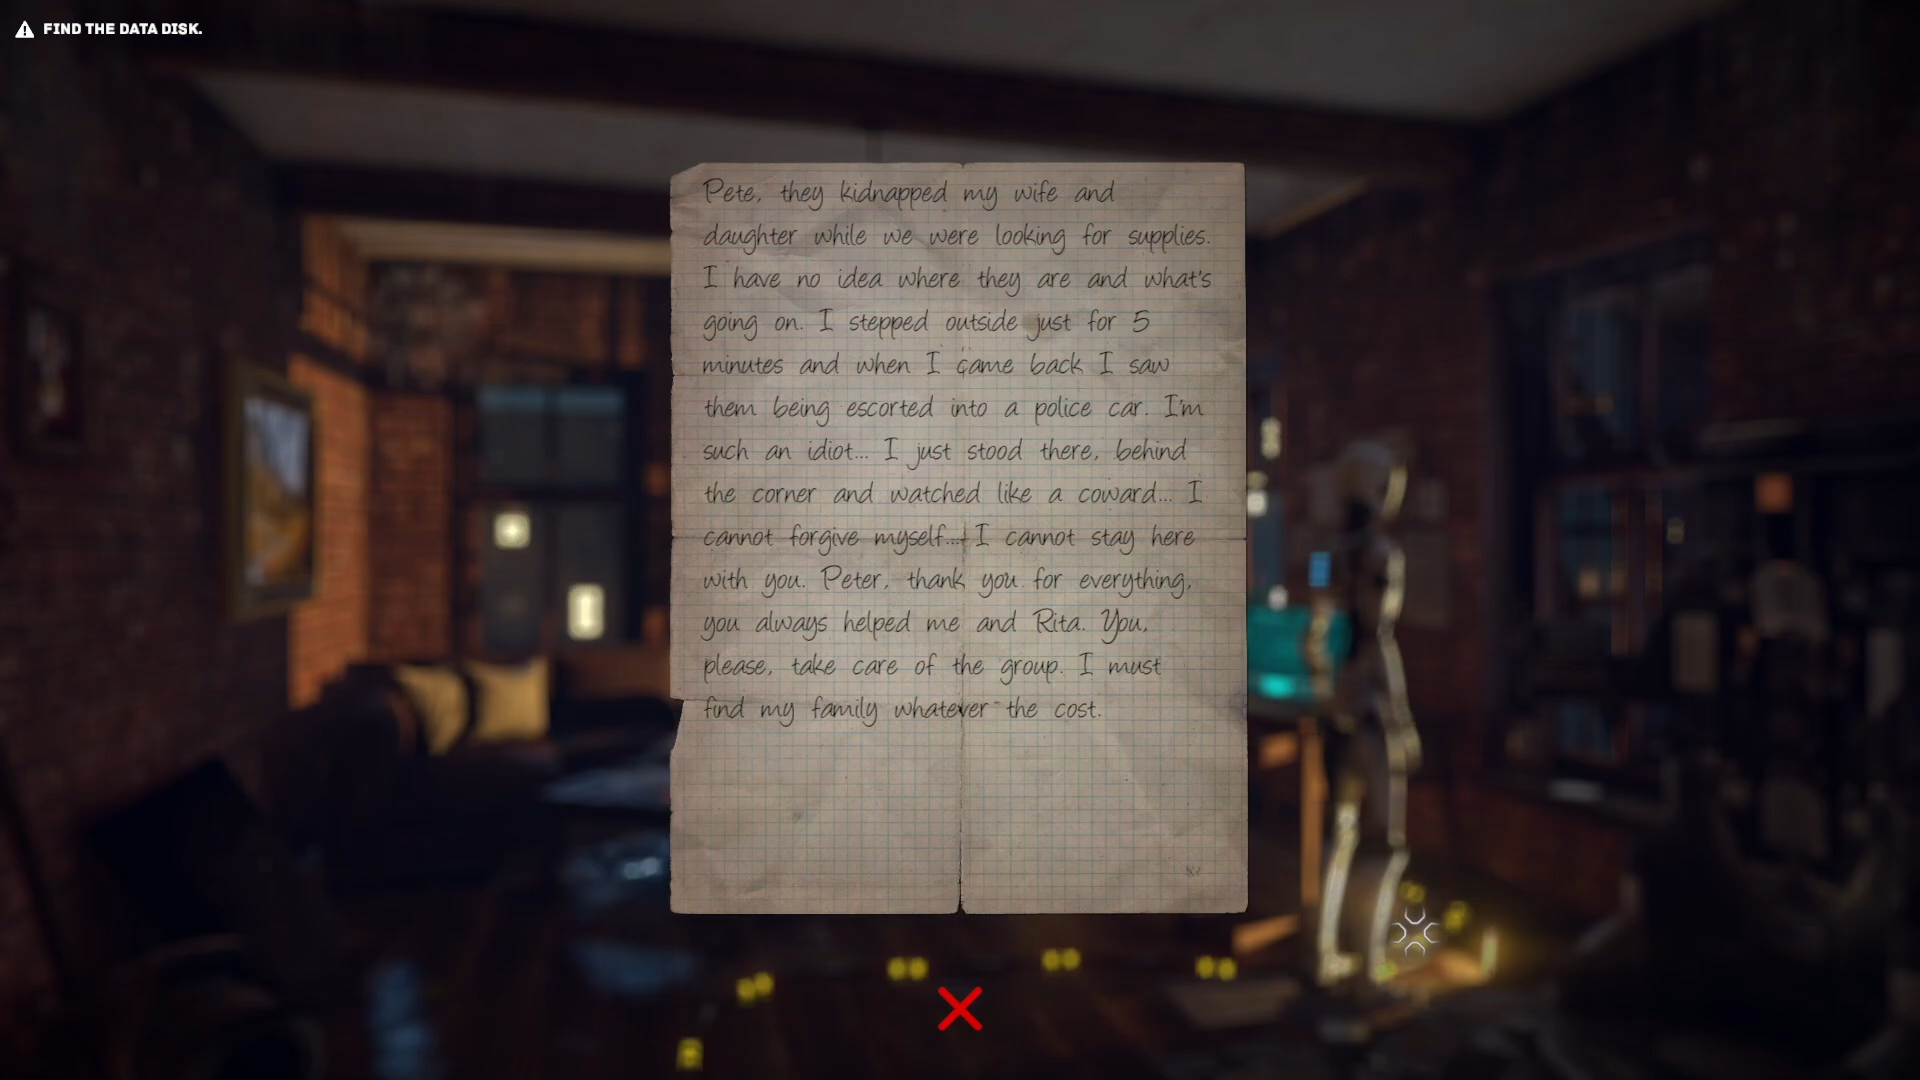 FIND THE DATA DISK.
Pete, they kidnapped my wife and
daughter while we were looking for supplies.
I have no idea where they are and what's
going on. I stepped outside just for 5
minutes and when I came back I saw
them being escorted into a police car. I'm
such an idiot... I just stood there, behind
the corner and watched like a coward... I
cannot forgive myself... I cannot stay here
with you. Peter, thank you for everything,
you always helped me and Rita. You,
please, take care of the group. I must
find my family whatever the cost.